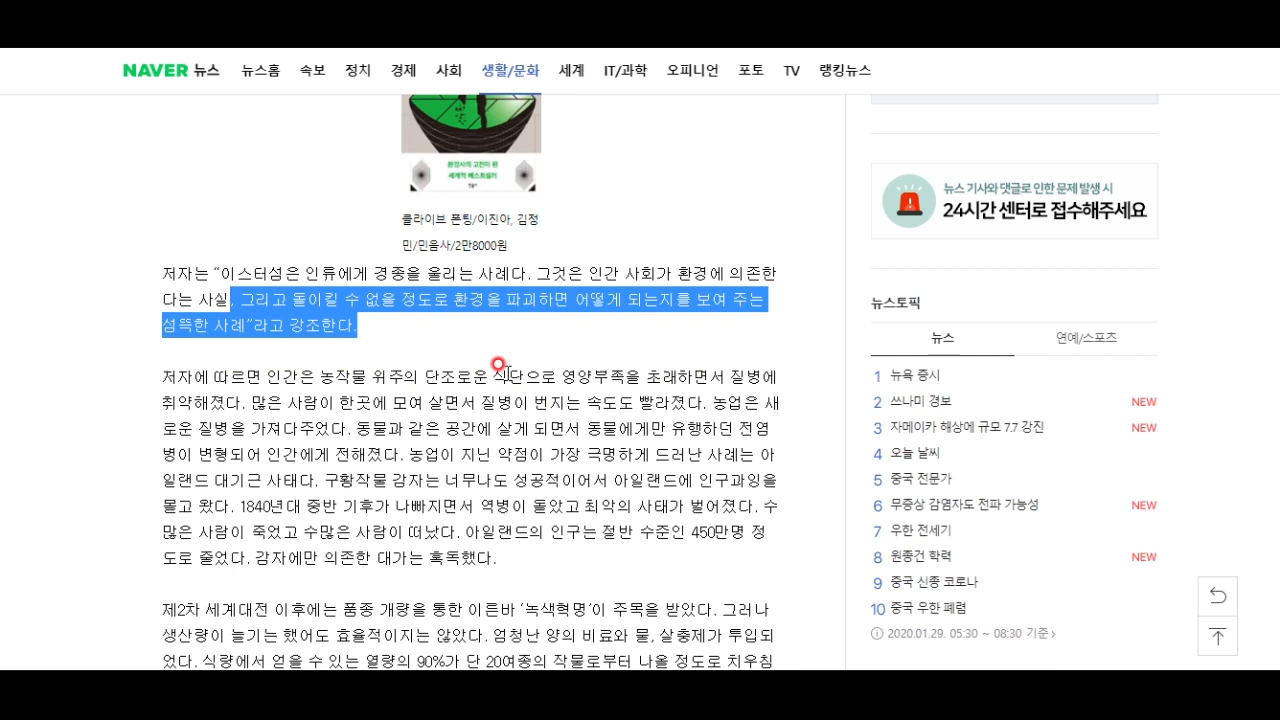 NAVER 뉴스 뉴스홈 속보 정치 경제 사회 생활/문화 세계 IT/과학 오피니언 포토 TV 랭킹뉴스
환경사의 고전이 된
세계적 베스트셀러
클라이브 폰팅/이진아, 김정
민/민음사/2만8000원
저자는 “이스터섬은 인류에게 경종을 울리는 사례다. 그것은 인간 사회가 환경에 의존한
다는 사실, 그리고 돌이킬 수 없을 정도로 환경을 파괴하면 어떻게 되는지를 보여 주는
섬뜩한 사례”라고 강조한다.
저자에 따르면 인간은 농작물 위주의 단조로운 식단으로 영양부족을 초래하면서 질병에
취약해졌다. 많은 사람이 한곳에 모여 살면서 질병이 번지는 속도도 빨라졌다. 농업은 새
로운 질병을 가져다주었다. 동물과 같은 공간에 살게 되면서 동물에게만 유행하던 전염
병이 변형되어 인간에게 전해졌다. 농업이 지닌 약점이 가장 극명하게 드러난 사례는 아
일랜드 대기근 사태다. 구황작물 감자는 너무나도 성공적이어서 아일랜드에 인구과잉을
몰고 왔다. 1840년대 중반 기후가 나빠지면서 역병이 돌았고 최악의 사태가 벌어졌다. 수
많은 사람이 죽었고 수많은 사람이 떠났다. 아일랜드의 인구는 절반 수준인 450만명 정
도로 줄었다. 감자에만 의존한 대가는 혹독했다.
제2차 세계대전 이후에는 품종 개량을 통한 이른바 ‘녹색혁명’이 주목을 받았다. 그러나
생산량이 늘기는 했어도 효율적이지는 않았다. 엄청난 양의 비료와 물, 살충제가 투입되
었다. 식량에서 얻을 수 있는 열량의 90%가 단 20여종의 작물로부터 나올 정도로 치우침
뉴스 기사와 댓글로 인한 문제 발생 시
24시간 센터로 접수해주세요
뉴스토픽
뉴스 연예/스포츠
1 뉴욕 증시
2 쓰나미 경보 NEW
3 자메이카 해상에 규모 7.7 강진 NEW
4 오늘 날씨
5 중국 전문가
6 무증상 감염자도 전파 가능성 NEW
7 우한 전세기
8 원종건 학력 NEW
9 중국 신종 코로나
10 중국 우한 폐렴
2020.01.29. 05:30 ~ 08:30 기준